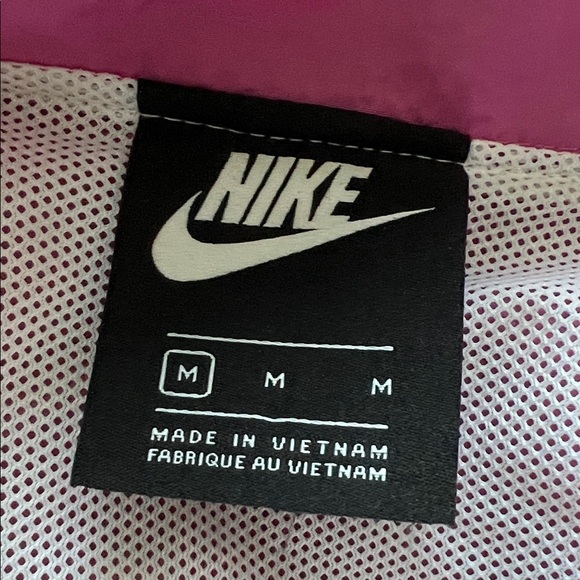 NIKE
M M M
MADE IN VIETNAM
FABRIQUE AU VIETNAM